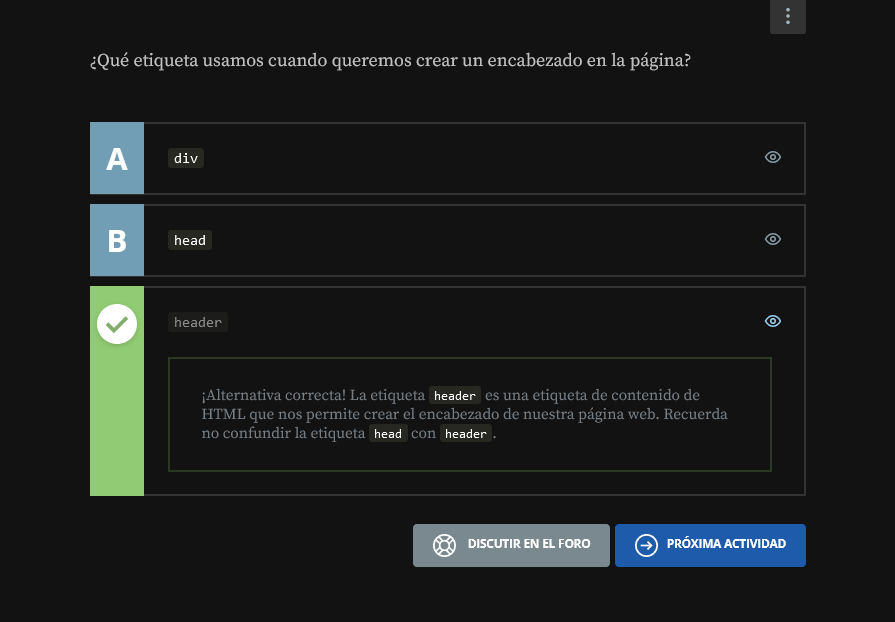 ¿Qué etiqueta usamos cuando queremos crear un encabezado en la página?
A
div
B
head
header
¡Alternativa correcta! La etiqueta header es una etiqueta de contenido de
HTML que nos permite crear el encabezado de nuestra página web. Recuerda
no confundir la etiqueta head con header.
DISCUTIR EN EL FORO
PRÓXIMA ACTIVIDAD